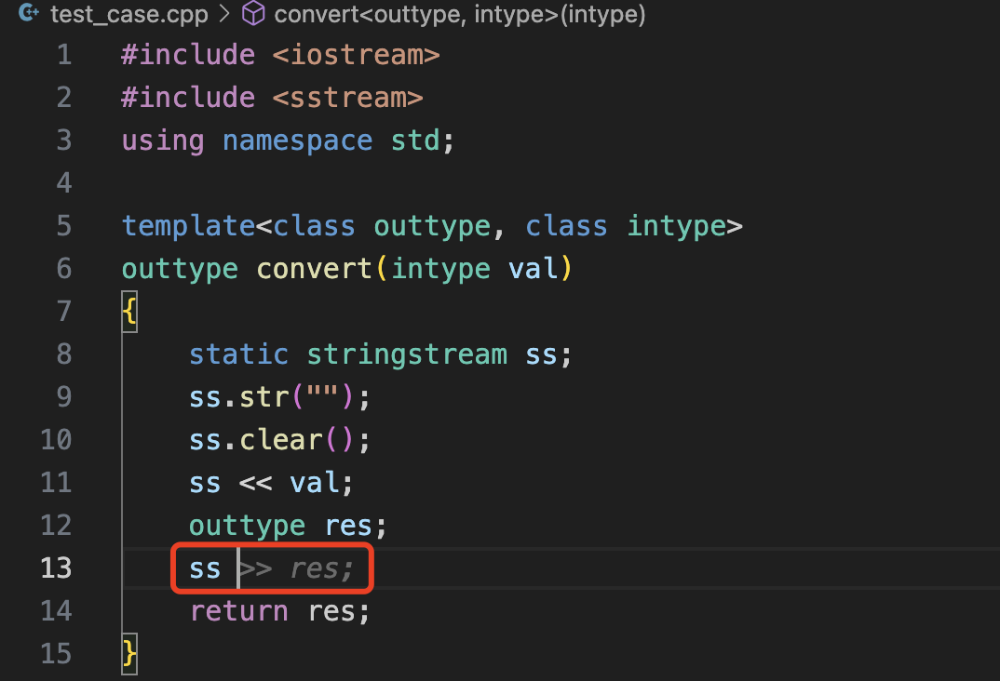 test_case.cpp > convert<outtype, intype>(intype)
1 #include <iostream>
2 #include <sstream>
3 using namespace std;
4
5 template<class outtype, class intype>
6 outtype convert(intype val)
7 {
8 static stringstream ss;
9 ss.str("");
10 ss.clear();
11 ss << val;
12 outtype res;
13 ss >> res;
14 return res;
15 }